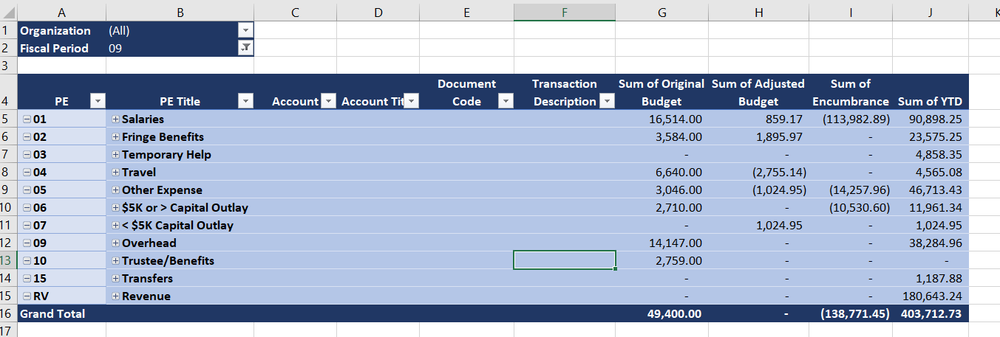 A B C D E F G H I J K
1 Organization (All)
2 Fiscal Period 09
3
Document Transaction Sum of Original Sum of Adjusted Sum of
4 PE PE Title Account Account Tit Code Description Budget Budget Encumbrance Sum of YTD
5 01 Salaries 16,514.00 859.17 (113,982.89) 90,898.25
6 02 Fringe Benefits 3,584.00 1,895.97 - 23,575.25
7 03 Temporary Help - - - 4,858.35
8 04 Travel 6,640.00 (2,755.14) - 4,565.08
9 05 Other Expense 3,046.00 (1,024.95) (14,257.96) 46,713.43
10 06 $5K or > Capital Outlay 2,710.00 - (10,530.60) 11,961.34
11 07 < $5K Capital Outlay - 1,024.95 - 1,024.95
12 09 Overhead 14,147.00 - - 38,284.96
13 10 Trustee/Benefits 2,759.00 - - -
14 15 Transfers - - - 1,187.88
15 RV Revenue - - - 180,643.24
16 Grand Total 49,400.00 - (138,771.45) 403,712.73
17